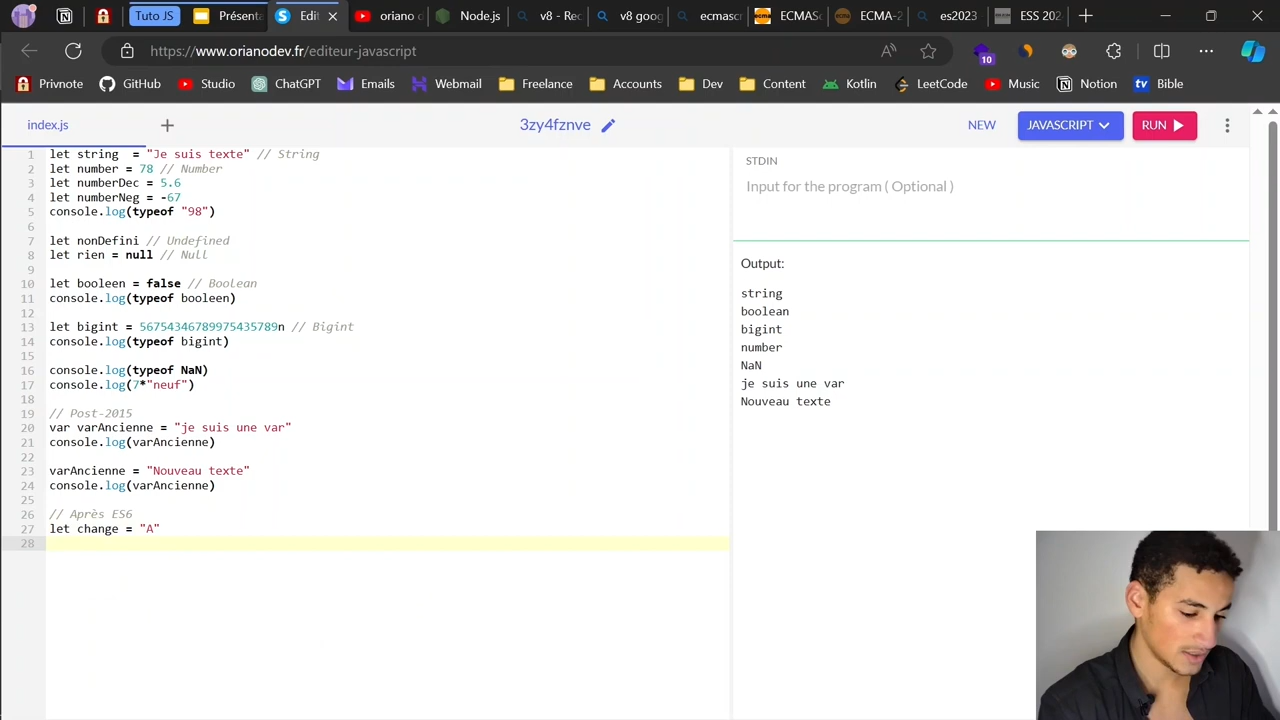 Tuto JS
Présenta
Edit
oriano d
Node.js
v8 - Rec
v8 goog
ecmascr
ECMASc
ECMA-2
es2023
ESS 202
https://www.orianodev.fr/editeur-javascript
10
Privnote
GitHub
Studio
ChatGPT
Emails
Wermail
Freelance
Accounts
Dev
Content
Kotlin
LeetCode
Music
Notion
tv Bible
index.js
3zy4fznve
NEW
JAVASCRIPT
RUN
1 let string  = "Je suis texte" // String
2 let number = 78 // Number
3 let numberDec = 5.6
4 let numberNeg = -67
5 console.log(typeof "98")
6
7 let nonDefini // Undefined
8 let rien = null // Null
9
10 let booleen = false // Boolean
11 console.log(typeof booleen)
12
13 let bigint = 56754346789975435789n // Bigint
14 console.log(typeof bigint)
15
16 console.log(typeof NaN)
17 console.log(7*"neuf")
18
19 // Post-2015
20 var varAncienne = "je suis une var"
21 console.log(varAncienne)
22
23 varAncienne = "Nouveau texte"
24 console.log(varAncienne)
25
26 // Après ES6
27 let change = "A"
28
STDIN
Input for the program ( Optional )
Output:
string
boolean
bigint
number
NaN
je suis une var
Nouveau texte